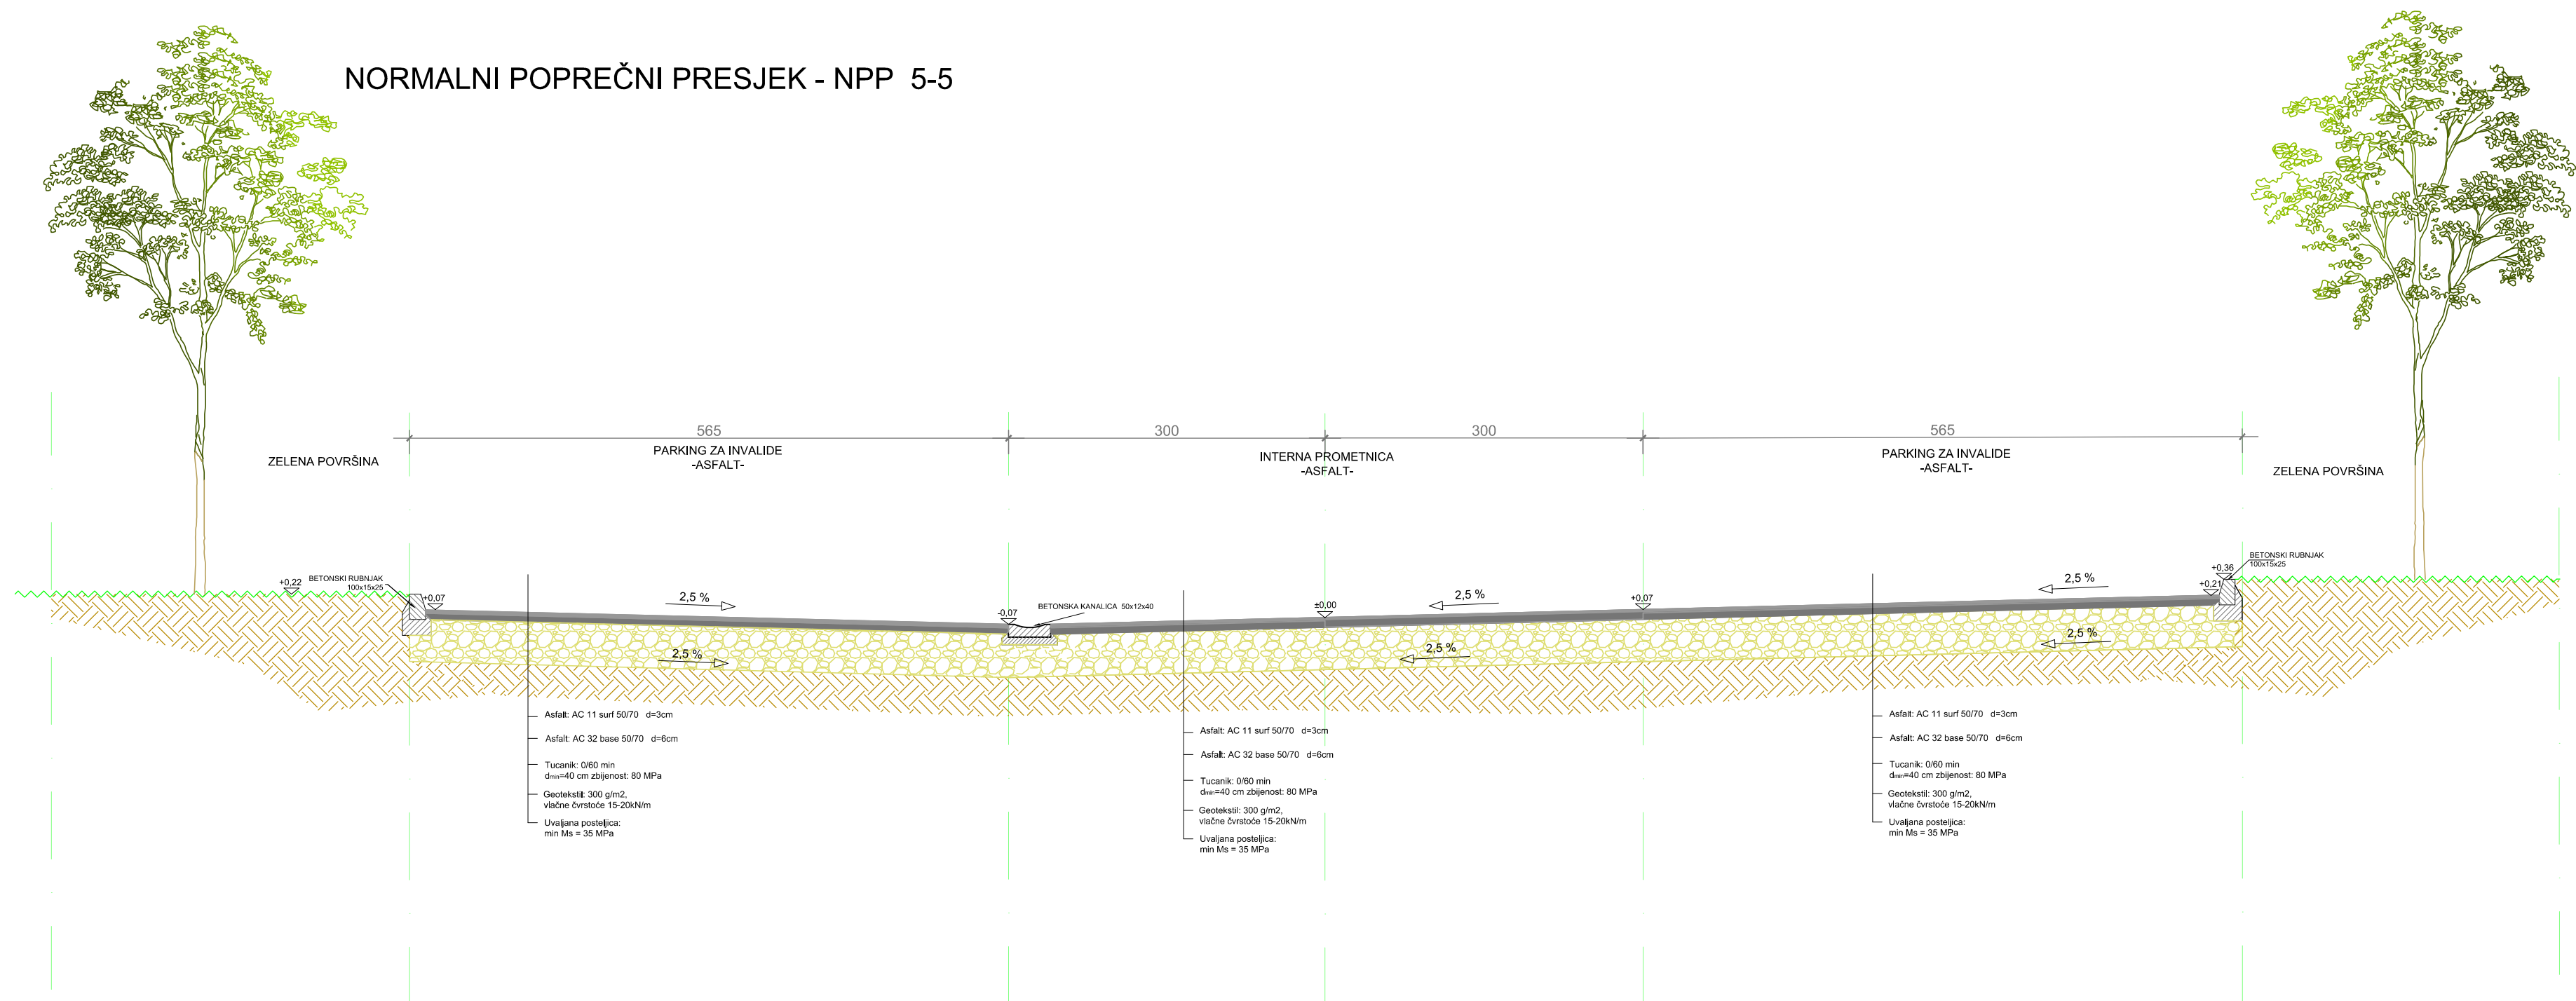 NORMALNI POPREČNI PRESJEK - NPP 5-5
565
300
300
565
ZELENA POVRŠINA
PARKING ZA INVALIDE
-ASFALT-
INTERNA PROMETNICA
-ASFALT-
PARKING ZA INVALIDE
-ASFALT-
ZELENA POVRŠINA
+0,22
BETONSKI RUBNJAK
100x15x25
+0,07
2,5 %
-0,07
BETONSKA KANALICA 50x12x40
±0,00
2,5 %
+0,07
2,5 %
+0,21
+0,36
BETONSKI RUBNJAK
100x15x25
2,5 %
2,5 %
2,5 %
Asfalt: AC 11 surf 50/70 d=3cm
Asfalt: AC 32 base 50/70 d=6cm
Tucanik: 0/60 min
dmin=40 cm zbijenost: 80 MPa
Geotekstil: 300 g/m2,
vlačne čvrstoće 15-20kN/m
Uvaljana posteljica:
min Ms = 35 MPa
Asfalt: AC 11 surf 50/70 d=3cm
Asfalt: AC 32 base 50/70 d=6cm
Tucanik: 0/60 min
dmin=40 cm zbijenost: 80 MPa
Geotekstil: 300 g/m2,
vlačne čvrstoće 15-20kN/m
Uvaljana posteljica:
min Ms = 35 MPa
Asfalt: AC 11 surf 50/70 d=3cm
Asfalt: AC 32 base 50/70 d=6cm
Tucanik: 0/60 min
dmin=40 cm zbijenost: 80 MPa
Geotekstil: 300 g/m2,
vlačne čvrstoće 15-20kN/m
Uvaljana posteljica:
min Ms = 35 MPa